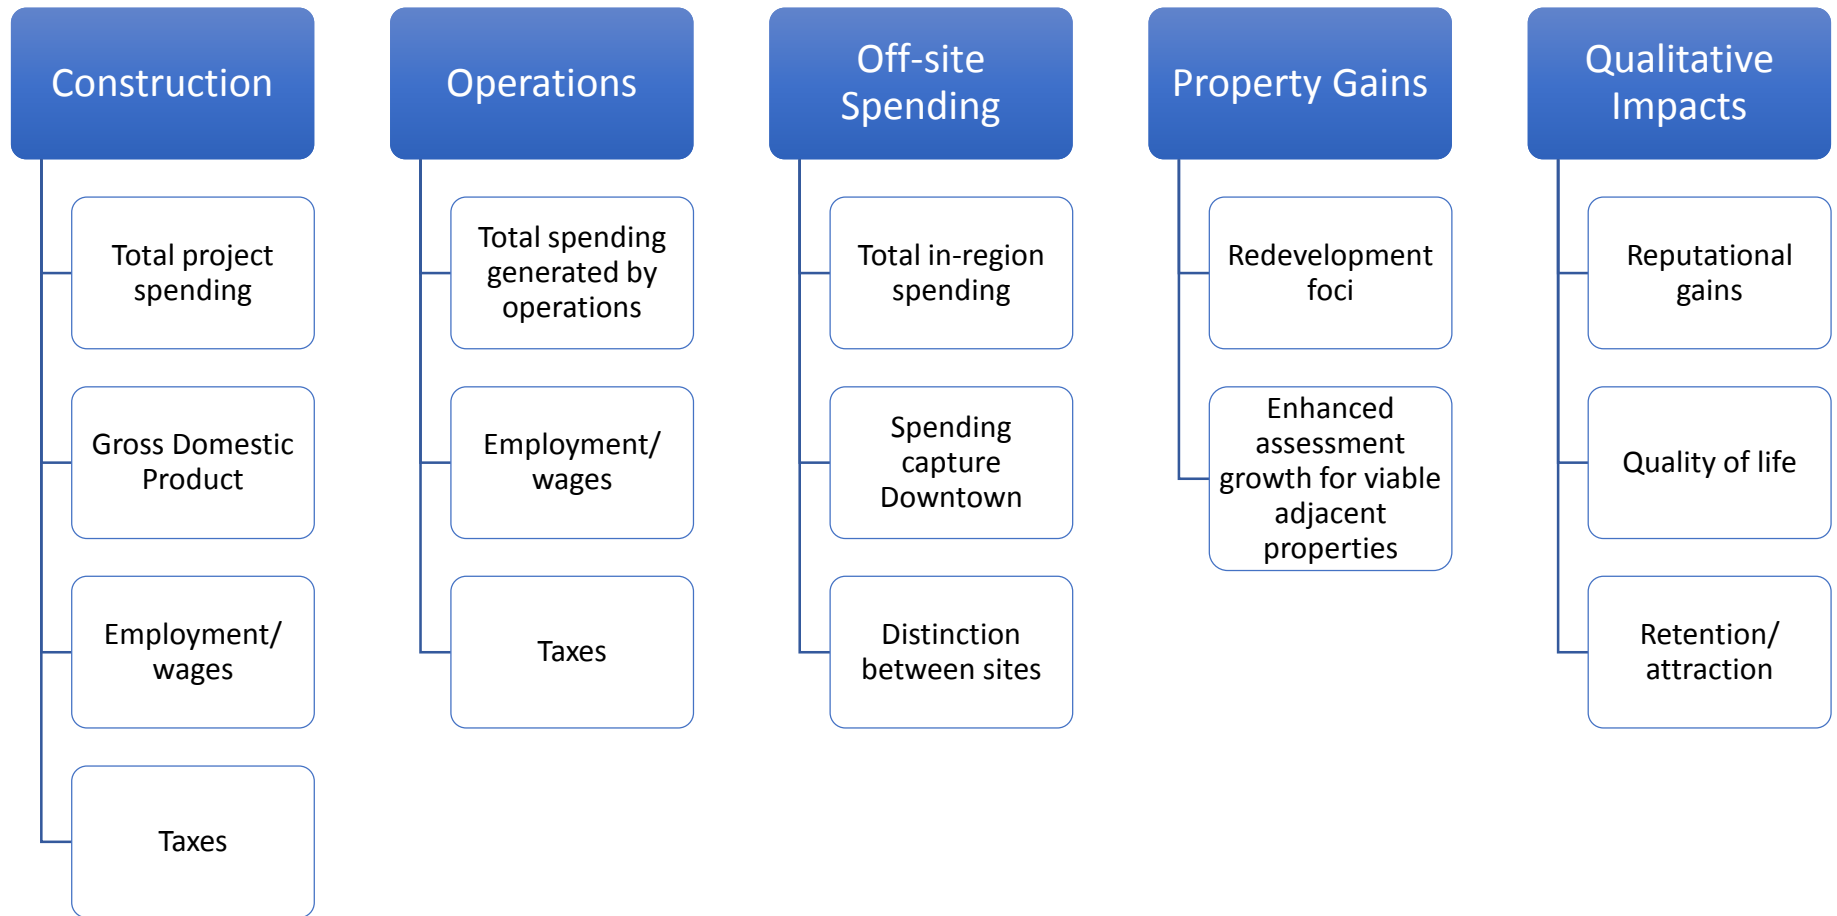 Construction
Total project
spending
Gross Domestic
Product
Employment/
wages
Taxes
Operations
Total spending
generated by
operations
Employment/
wages
Taxes
Off-site
Spending
Total in-region
spending
Spending
capture
Downtown
Distinction
between sites
Property Gains
Redevelopment
foci
Enhanced
assessment
growth for viable
adjacent
properties
Qualitative
Impacts
Reputational
gains
Quality of life
Retention/
attraction